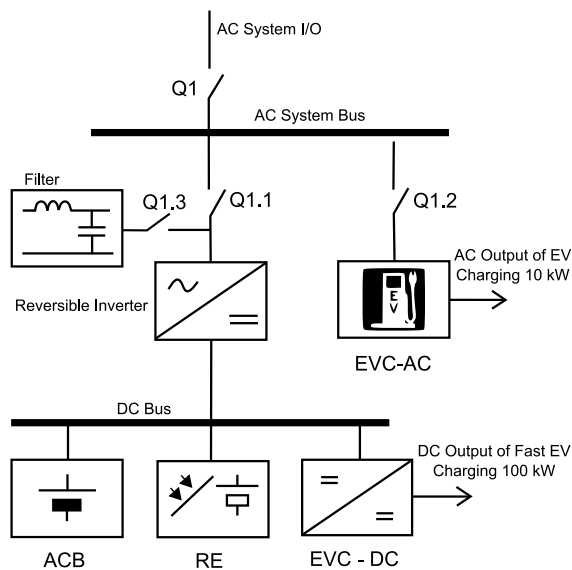 AC System I/O
Q1
AC System Bus
Filter
Q1.3
Q1.1
Q1.2
AC Output of EV
Charging 10 kW
Reversible Inverter
E
V
EVC-AC
DC Bus
DC Output of Fast EV
Charging 100 kW
ACB
RE
EVC - DC